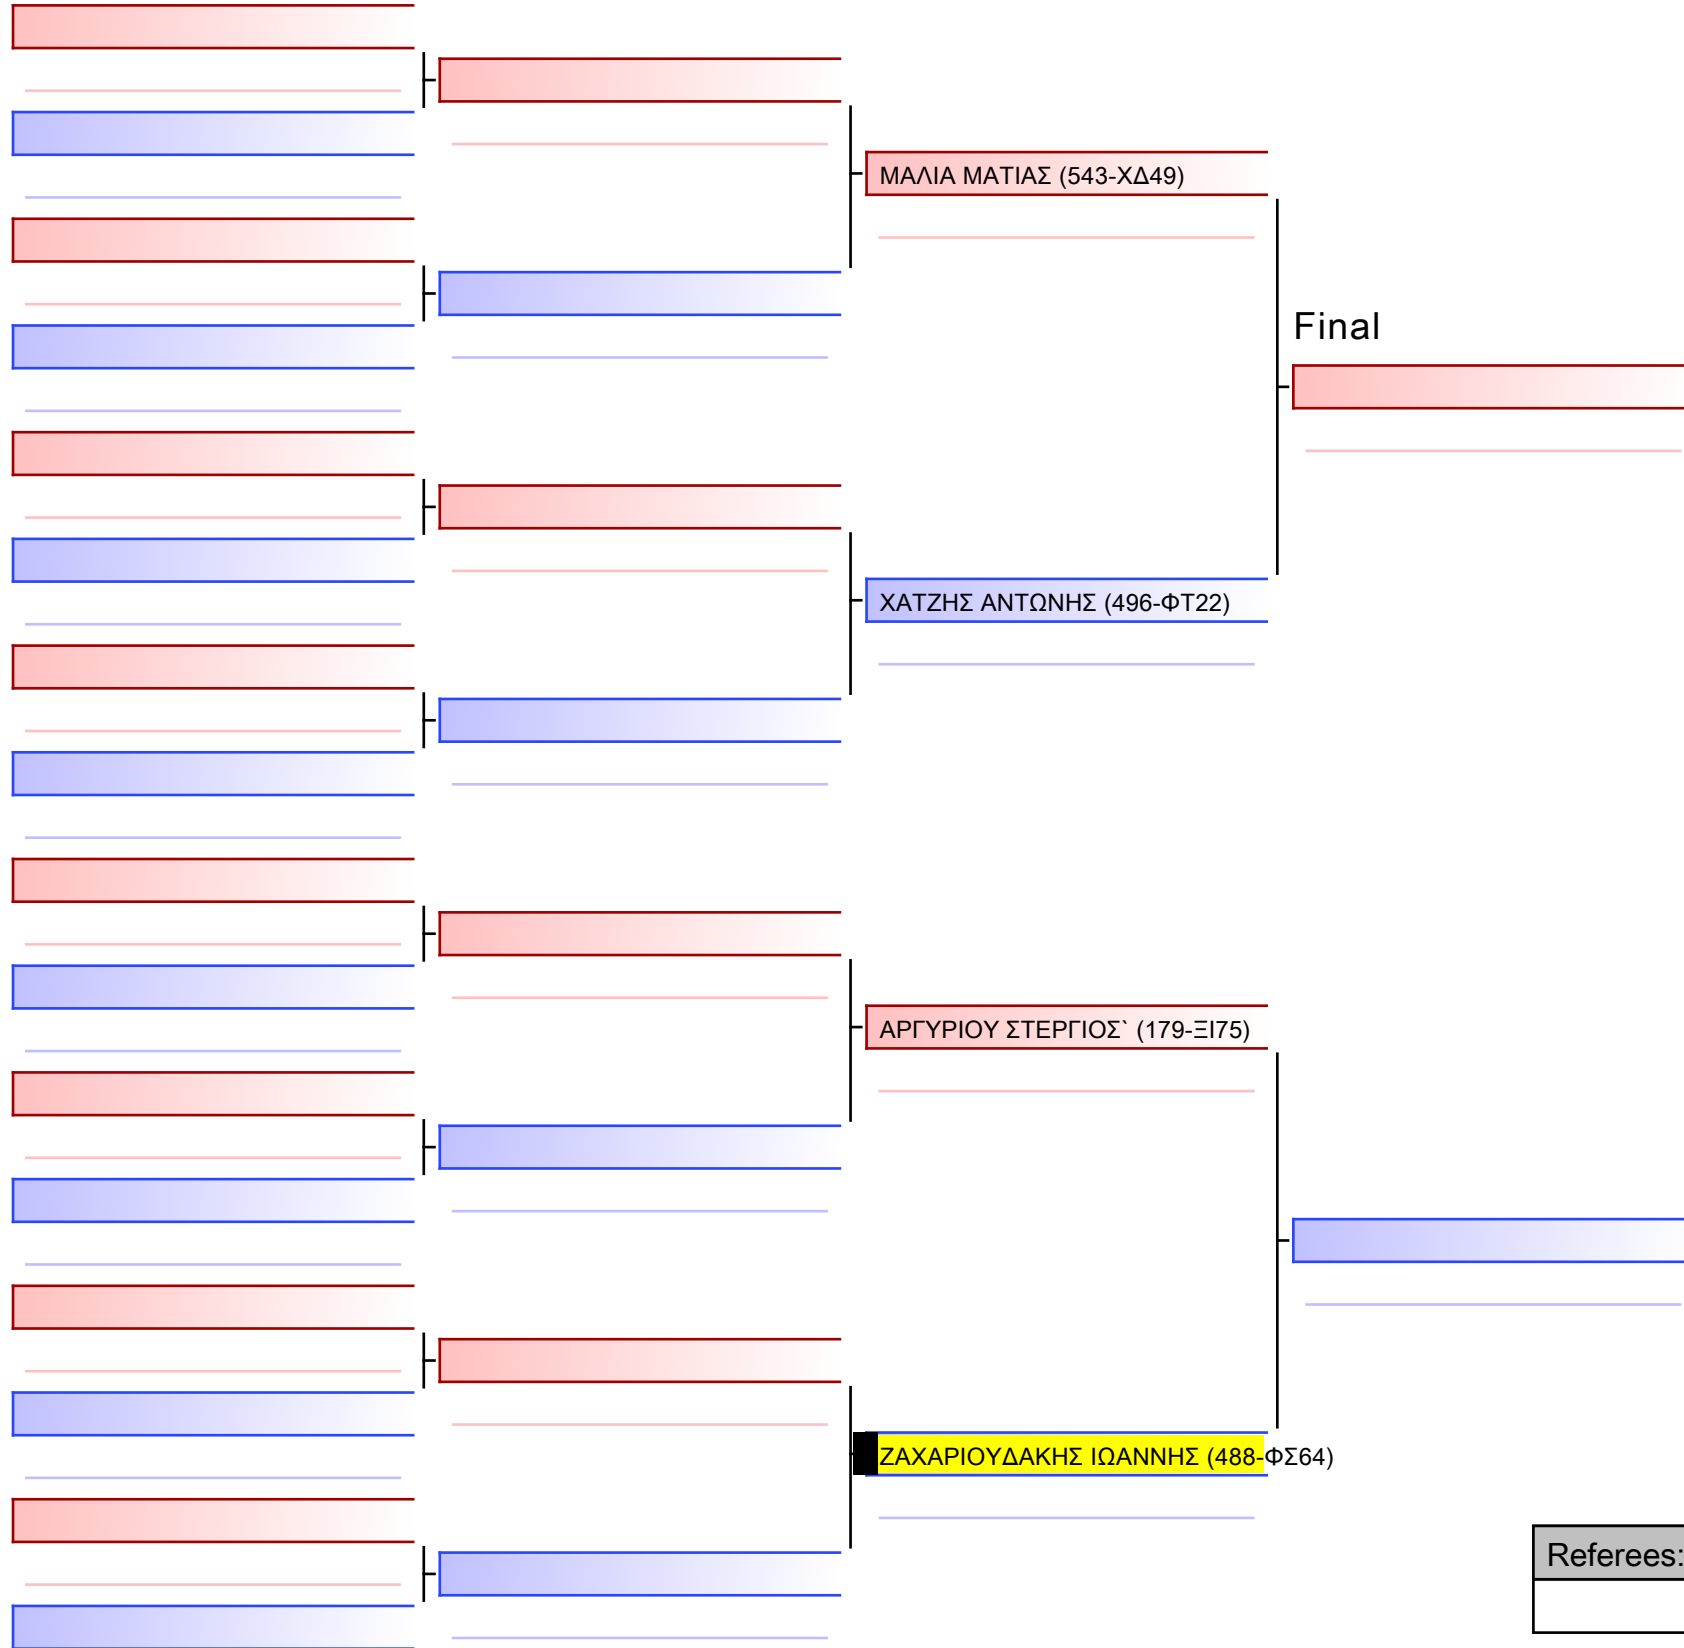 ΜΑΛΙΑ ΜΑΤΙΑΣ (543-ΧΔ49)
Final
ΧΑΤΖΗΣ ΑΝΤΩΝΗΣ (496-ΦΤ22)
ΑΡΓΥΡΙΟΥ ΣΤΕΡΓΙΟΣ` (179-ΞΙ75)
ΖΑΧΑΡΙΟΥΔΑΚΗΣ ΙΩΑΝΝΗΣ (488-ΦΣ64)
Referees: